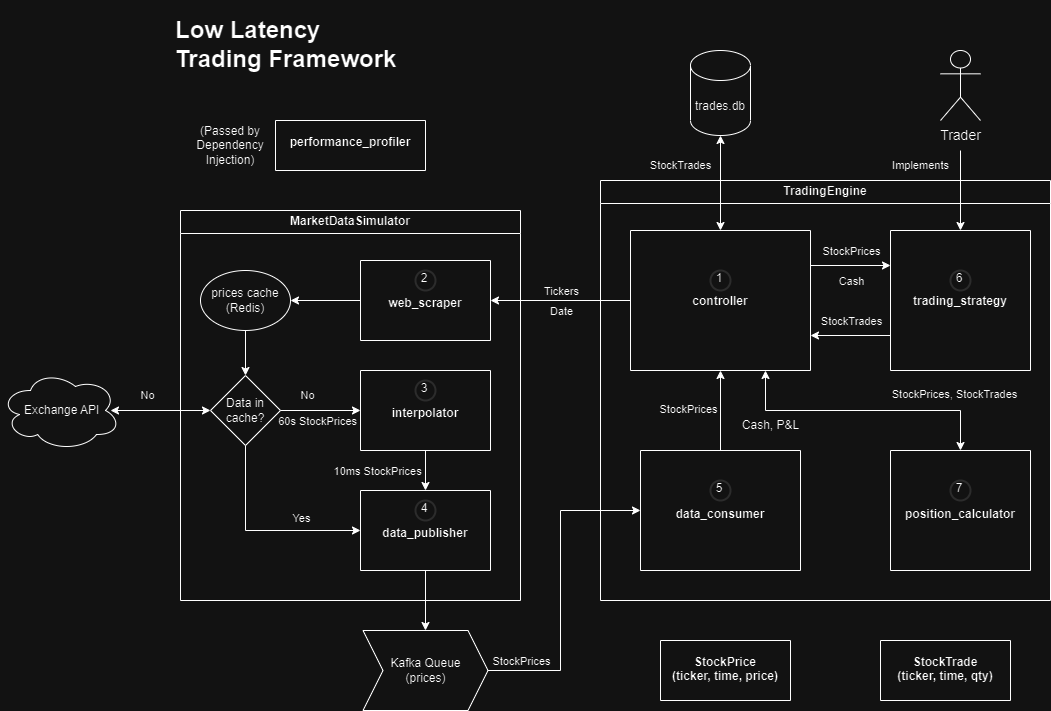 Low Latency
Trading Framework
(Passed by
Dependency
Injection)
performance_profiler
trades.db
Trader
StockTrades
Implements
TradingEngine
MarketDataSimulator
StockPrices
Cash
1
controller
6
trading_strategy
StockTrades
2
web_scraper
prices cache
(Redis)
Tickers
Date
Exchange API
No
Data in
cache?
No
60s StockPrices
3
interpolator
StockPrices
Cash, P&L
StockPrices, StockTrades
10ms StockPrices
Yes
4
data_publisher
5
data_consumer
7
position_calculator
Kafka Queue
(prices)
StockPrices
StockPrice
(ticker, time, price)
StockTrade
(ticker, time, qty)